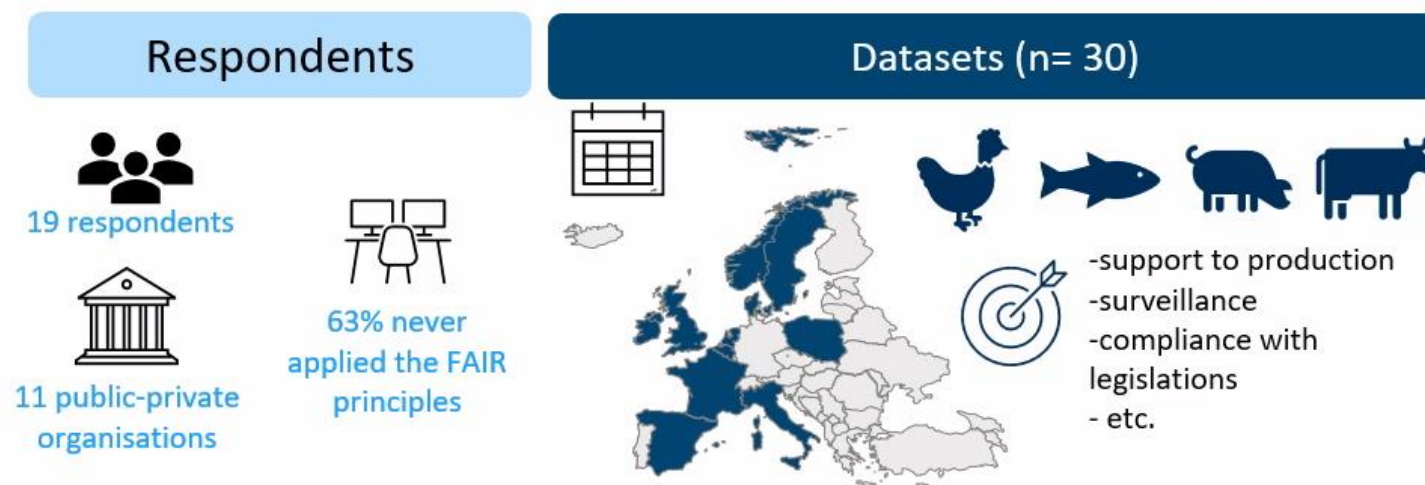 Respondents
Datasets (n= 30)
19 respondents
11 public-private
organisations
63% never
applied the FAIR
principles
-support to production
-surveillance
-compliance with
legislations
- etc.